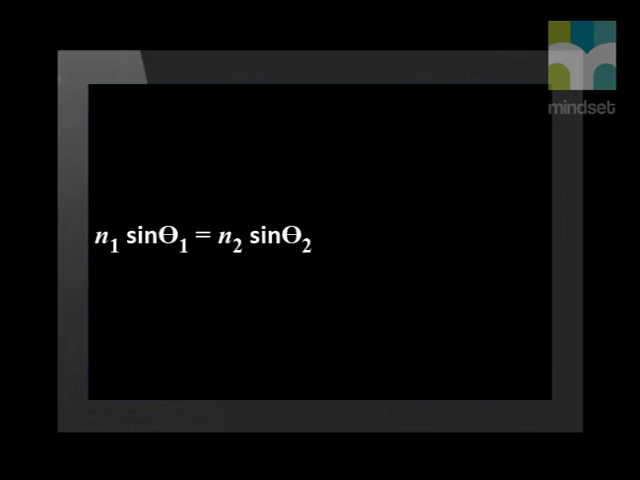 mindset
n₁ sinΘ₁ = n₂ sinΘ₂